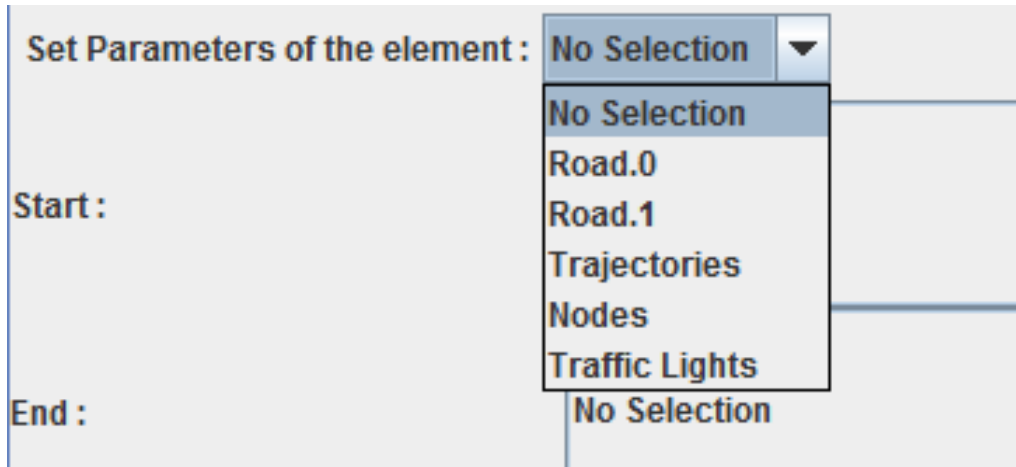 Set Parameters of the element : No Selection
No Selection
Road.0
Road.1
Start :
Trajectories
Nodes
Traffic Lights
End :
No Selection